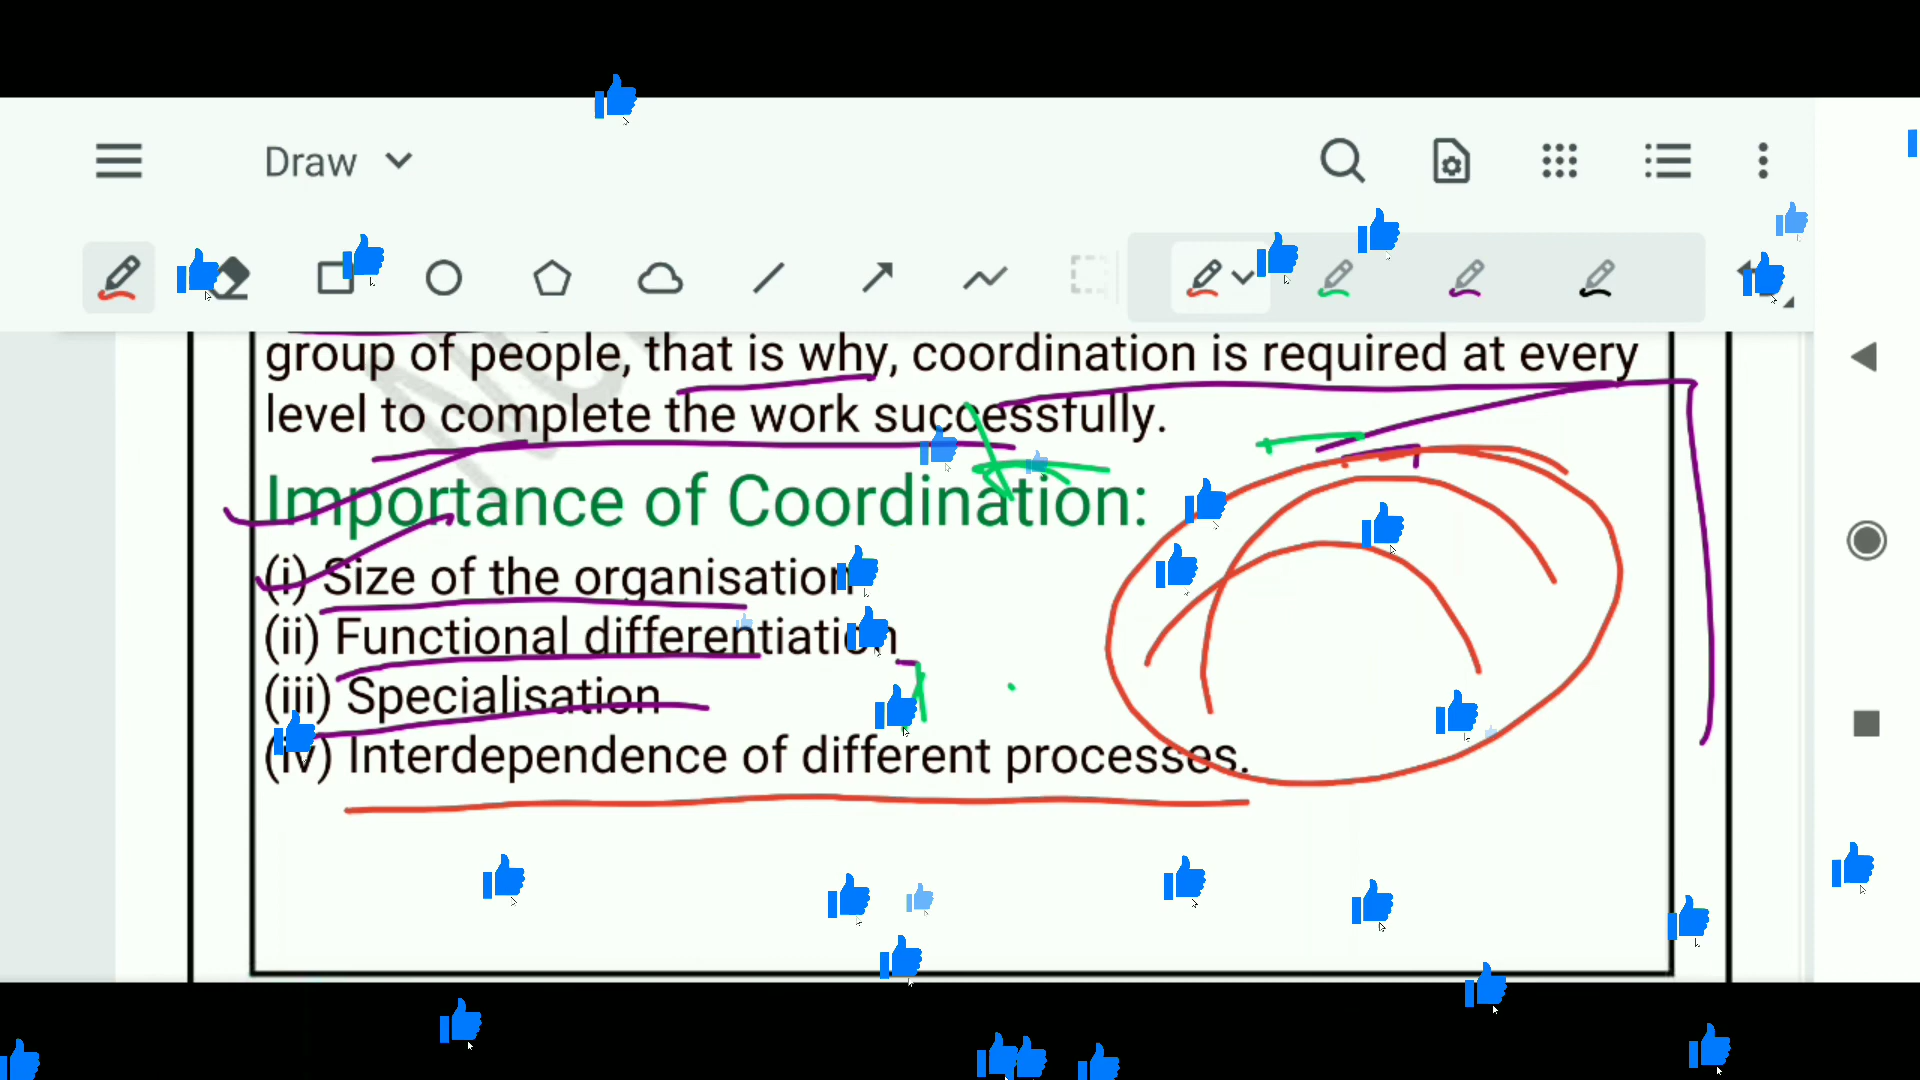 Draw
group of people, that is why, coordination is required at every
level to complete the work successfully.
Importance of Coordination:
(i) Size of the organisation
(ii) Functional differentiation
(iii) Specialisation
(iv) Interdependence of different processes.